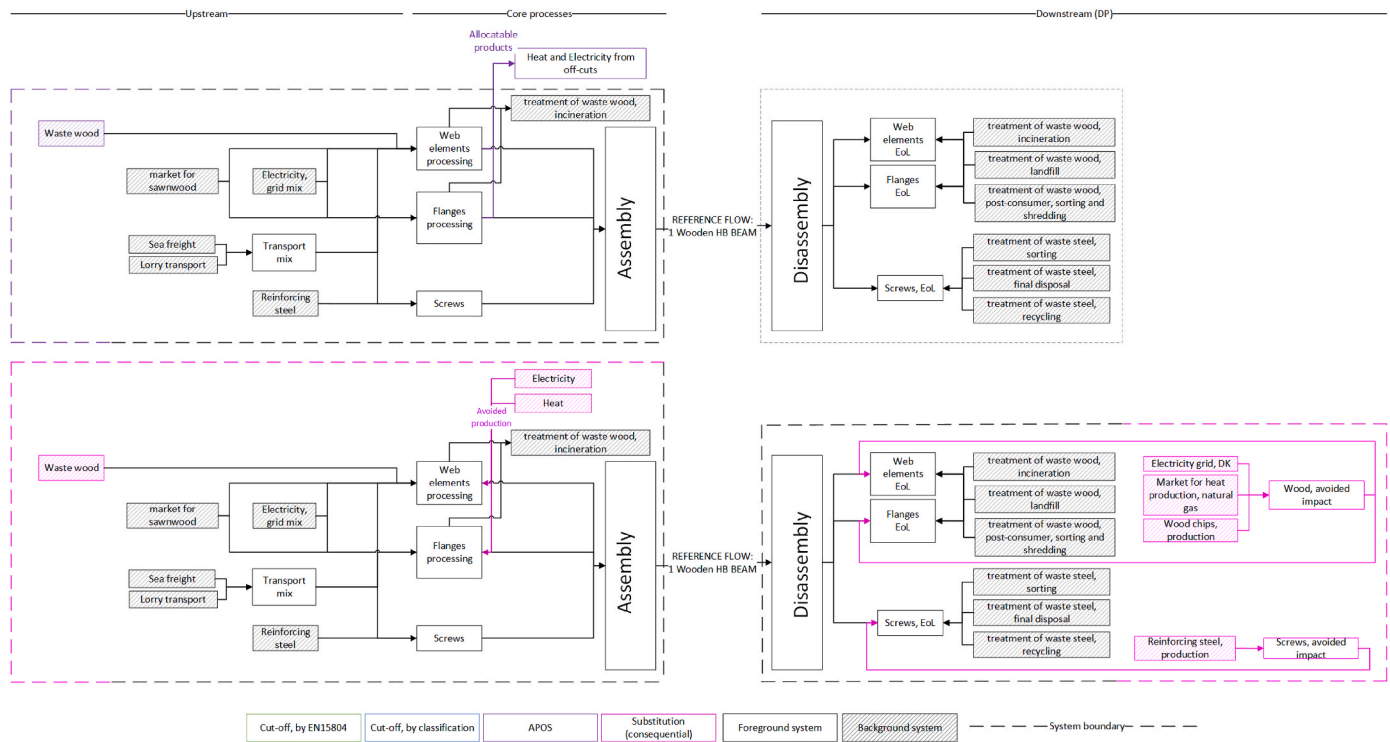 Upstream
Core processes
Downstream (DP)
Allocatable
products
Heat and Electricity from
off-cuts
treatment of waste wood,
incineration
Waste wood
Web
elements
processing
market for
sawnwood
Electricity,
grid mix
Flanges
processing
Sea freight
Lorry transport
Transport
mix
Reinforcing
steel
Screws
Assembly
REFERENCE FLOW:
1 Wooden HB BEAM
Disassembly
Web
elements
EoL
Flanges
EoL
Screws, EoL
treatment of waste wood,
incineration
treatment of waste wood,
landfill
treatment of waste wood,
post-consumer, sorting and
shredding
treatment of waste steel,
sorting
treatment of waste steel,
final disposal
treatment of waste steel,
recycling
Electricity
Heat
Avoided
production
treatment of waste wood,
incineration
Waste wood
Web
elements
processing
market for
sawnwood
Electricity,
grid mix
Flanges
processing
Sea freight
Lorry transport
Transport
mix
Reinforcing
steel
Screws
Assembly
REFERENCE FLOW:
1 Wooden HB BEAM
Disassembly
Web
elements
EoL
Flanges
EoL
Screws, EoL
treatment of waste wood,
incineration
treatment of waste wood,
landfill
treatment of waste wood,
post-consumer, sorting and
shredding
treatment of waste steel,
sorting
treatment of waste steel,
final disposal
treatment of waste steel,
recycling
Electricity grid, DK
Market for heat
production, natural
gas
Wood chips,
production
Wood, avoided
impact
Reinforcing steel,
production
Screws, avoided
impact
Cut-off, by EN15804
Cut-off, by classification
APOS
Substitution
(consequential)
Foreground system
Background system
System boundary